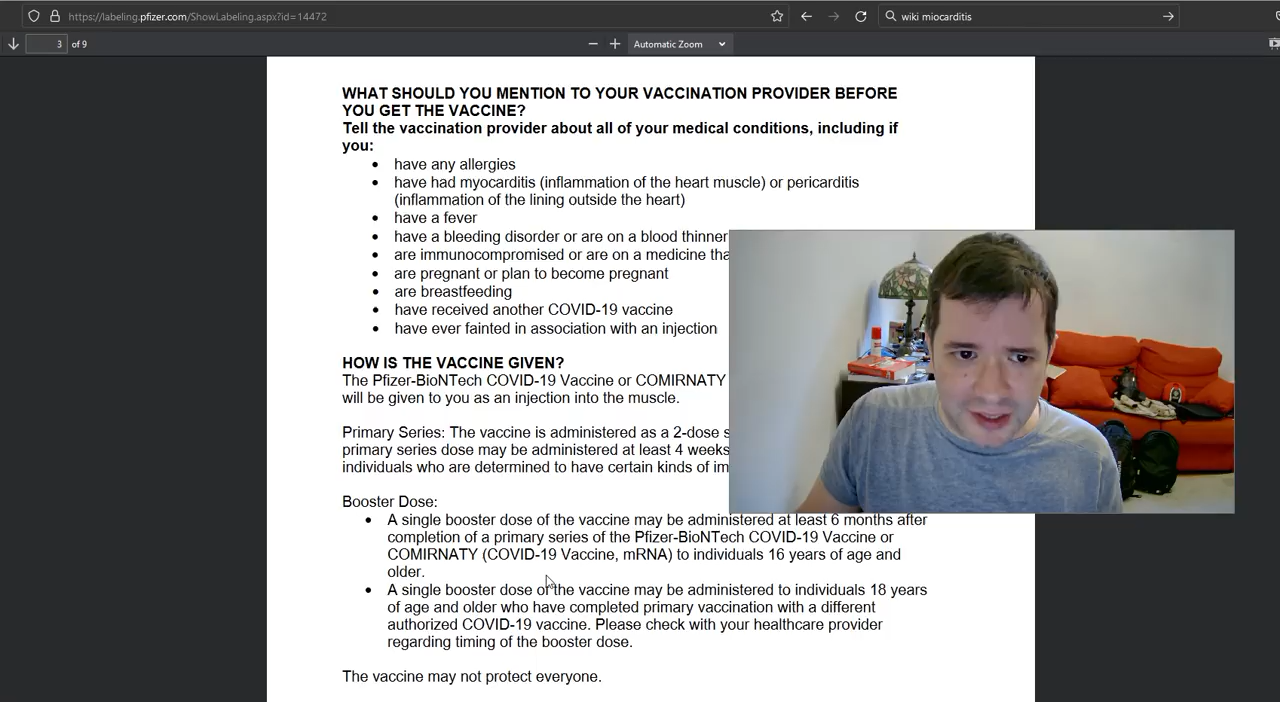 https://labeling.pfizer.com/ShowLabeling.aspx?id=14472
wiki miocarditis
3 of 9
Automatic Zoom
WHAT SHOULD YOU MENTION TO YOUR VACCINATION PROVIDER BEFORE
YOU GET THE VACCINE?
Tell the vaccination provider about all of your medical conditions, including if
you:
• have any allergies
• have had myocarditis (inflammation of the heart muscle) or pericarditis
(inflammation of the lining outside the heart)
• have a fever
• have a bleeding disorder or are on a blood thinner
• are immunocompromised or are on a medicine tha
• are pregnant or plan to become pregnant
• are breastfeeding
• have received another COVID-19 vaccine
• have ever fainted in association with an injection
HOW IS THE VACCINE GIVEN?
The Pfizer-BioNTech COVID-19 Vaccine or COMIRNATY
will be given to you as an injection into the muscle.
Primary Series: The vaccine is administered as a 2-dose s
primary series dose may be administered at least 4 weeks
individuals who are determined to have certain kinds of im
Booster Dose:
• A single booster dose of the vaccine may be administered at least 6 months after
completion of a primary series of the Pfizer-BioNTech COVID-19 Vaccine or
COMIRNATY (COVID-19 Vaccine, mRNA) to individuals 16 years of age and
older.
• A single booster dose of the vaccine may be administered to individuals 18 years
of age and older who have completed primary vaccination with a different
authorized COVID-19 vaccine. Please check with your healthcare provider
regarding timing of the booster dose.
The vaccine may not protect everyone.